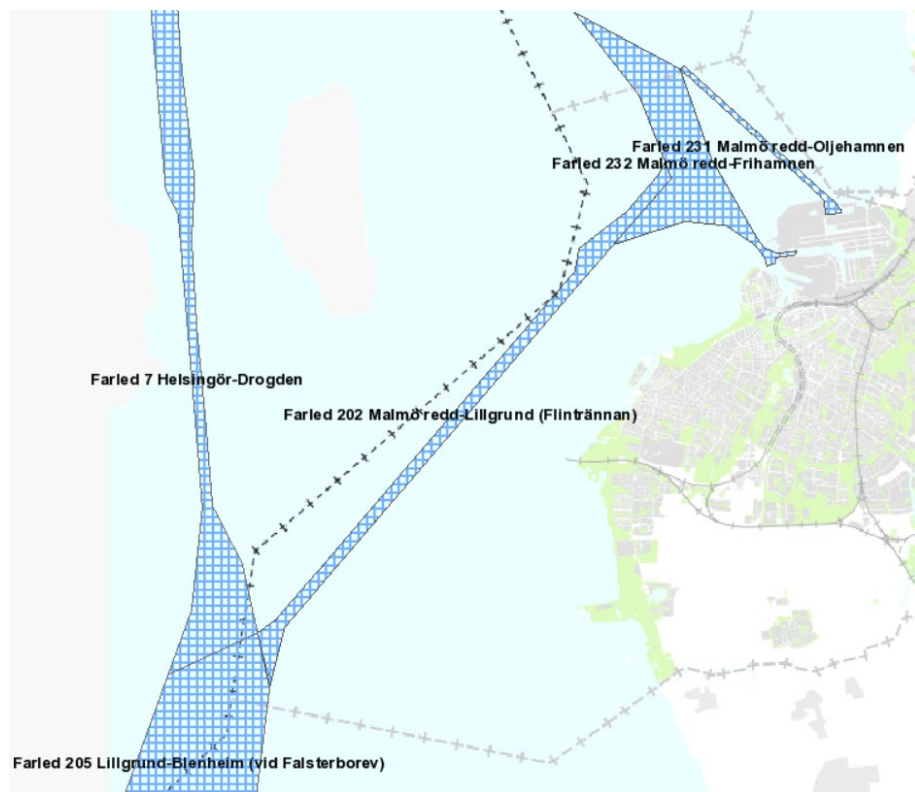 Farled 231 Malmö redd-Oljehamnen
Farled 232 Malmö redd-Frihamnen
Farled 7 Helsingör-Drogden
Farled 202 Malmö redd-Lillgrund (Flintrännan)
Farled 205 Lillgrund-Blenheim (vid Falsterborev)